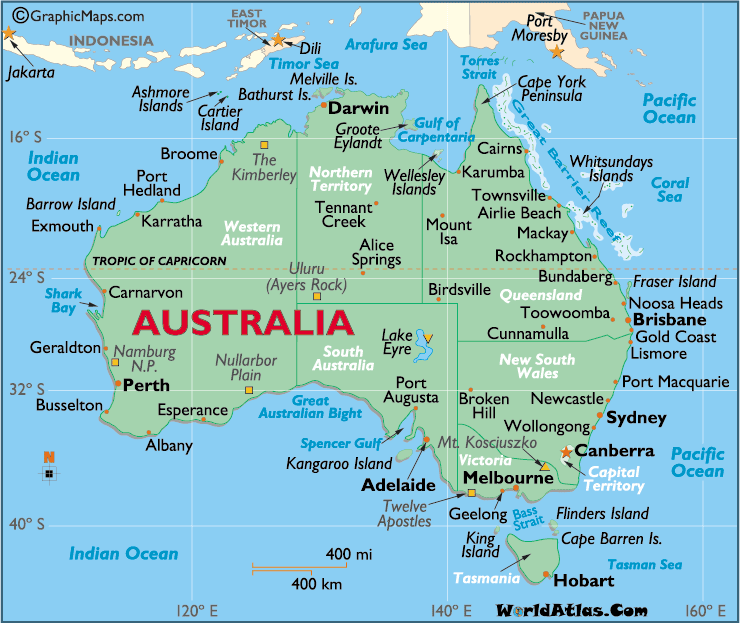 ©GraphicMaps.com
EAST
TIMOR
Port
Moresby
PAPUA
NEW
GUINEA
INDONESIA
Dili
Arafura Sea
Jakarta
Timor Sea
Torres
Strait
Melville Is.
Bathurst Is.
Ashmore
Islands
Cartier
Island
Darwin
Cape York
Peninsula
Pacific
Ocean
Groote
Eylandt
Gulf of
Carpentaria
Great Barrier Reef
16° S
Indian
Ocean
Broome
The
Kimberley
Northern
Territory
Wellesley
Islands
Cairns
Karumba
Whitsundays
Islands
Coral
Sea
Port
Hedland
Barrow Island
Exmouth
Karratha
Western
Australia
Tennant
Creek
Mount
Isa
Townsville
Airlie Beach
Mackay
TROPIC OF CAPRICORN
Alice
Springs
Rockhampton
24° S
Uluru
(Ayers Rock)
Birdsville
Bundaberg
Fraser Island
Shark
Bay
Carnarvon
Queensland
Noosa Heads
Toowoomba
Brisbane
AUSTRALIA
Lake
Eyre
Cunnamulla
Gold Coast
Lismore
Geraldton
Namburg
N.P.
Nullarbor
Plain
South
Australia
New South
Wales
32° S
Perth
Port
Augusta
Port Macquarie
Busselton
Esperance
Great
Australian Bight
Broken
Hill
Newcastle
Sydney
Wollongong
Albany
Spencer Gulf
Mt. Kosciuszko
Canberra
N
Kangaroo Island
Victoria
Capital
Territory
Pacific
Ocean
Adelaide
Melbourne
Twelve
Apostles
Geelong
Bass
Strait
Flinders Island
40° S
King
Island
Cape Barren Is.
Indian Ocean
400 mi
400 km
Tasmania
Tasman Sea
Hobart
120° E
140° E
160° E
WorldAtlas.Com